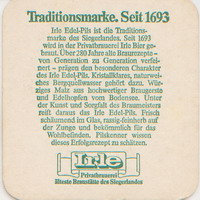 Traditionsmarke. Seit 1693
Irle Edel-Pils ist die Traditions-
marke des Siegerlandes. Seit 1693
wird in der Privatbrauerei Irle Bier ge-
braut. Über 280 Jahre alte Braurezepte –
von Generation zu Generation verfei-
nert – prägen den besonderen Charakter
des Irle Edel-Pils. Kristallklares, naturwei-
ches Bergquellwasser gehört dazu. Wür-
ziges Malz aus hochwertiger Braugerste
und Edelhopfen vom Bodensee. Unter
der Kunst und Sorgfalt des Braumeisters
reift daraus das Irle Edel-Pils. Frisch
schäumend im Glas, rassig-feinherb auf
der Zunge und bekömmlich für das
Wohlbefinden. Pilskenner wissen
dieses Erfolgsrezept zu schätzen.
Irle
Privatbrauerei
älteste Braustätte des Siegerlandes